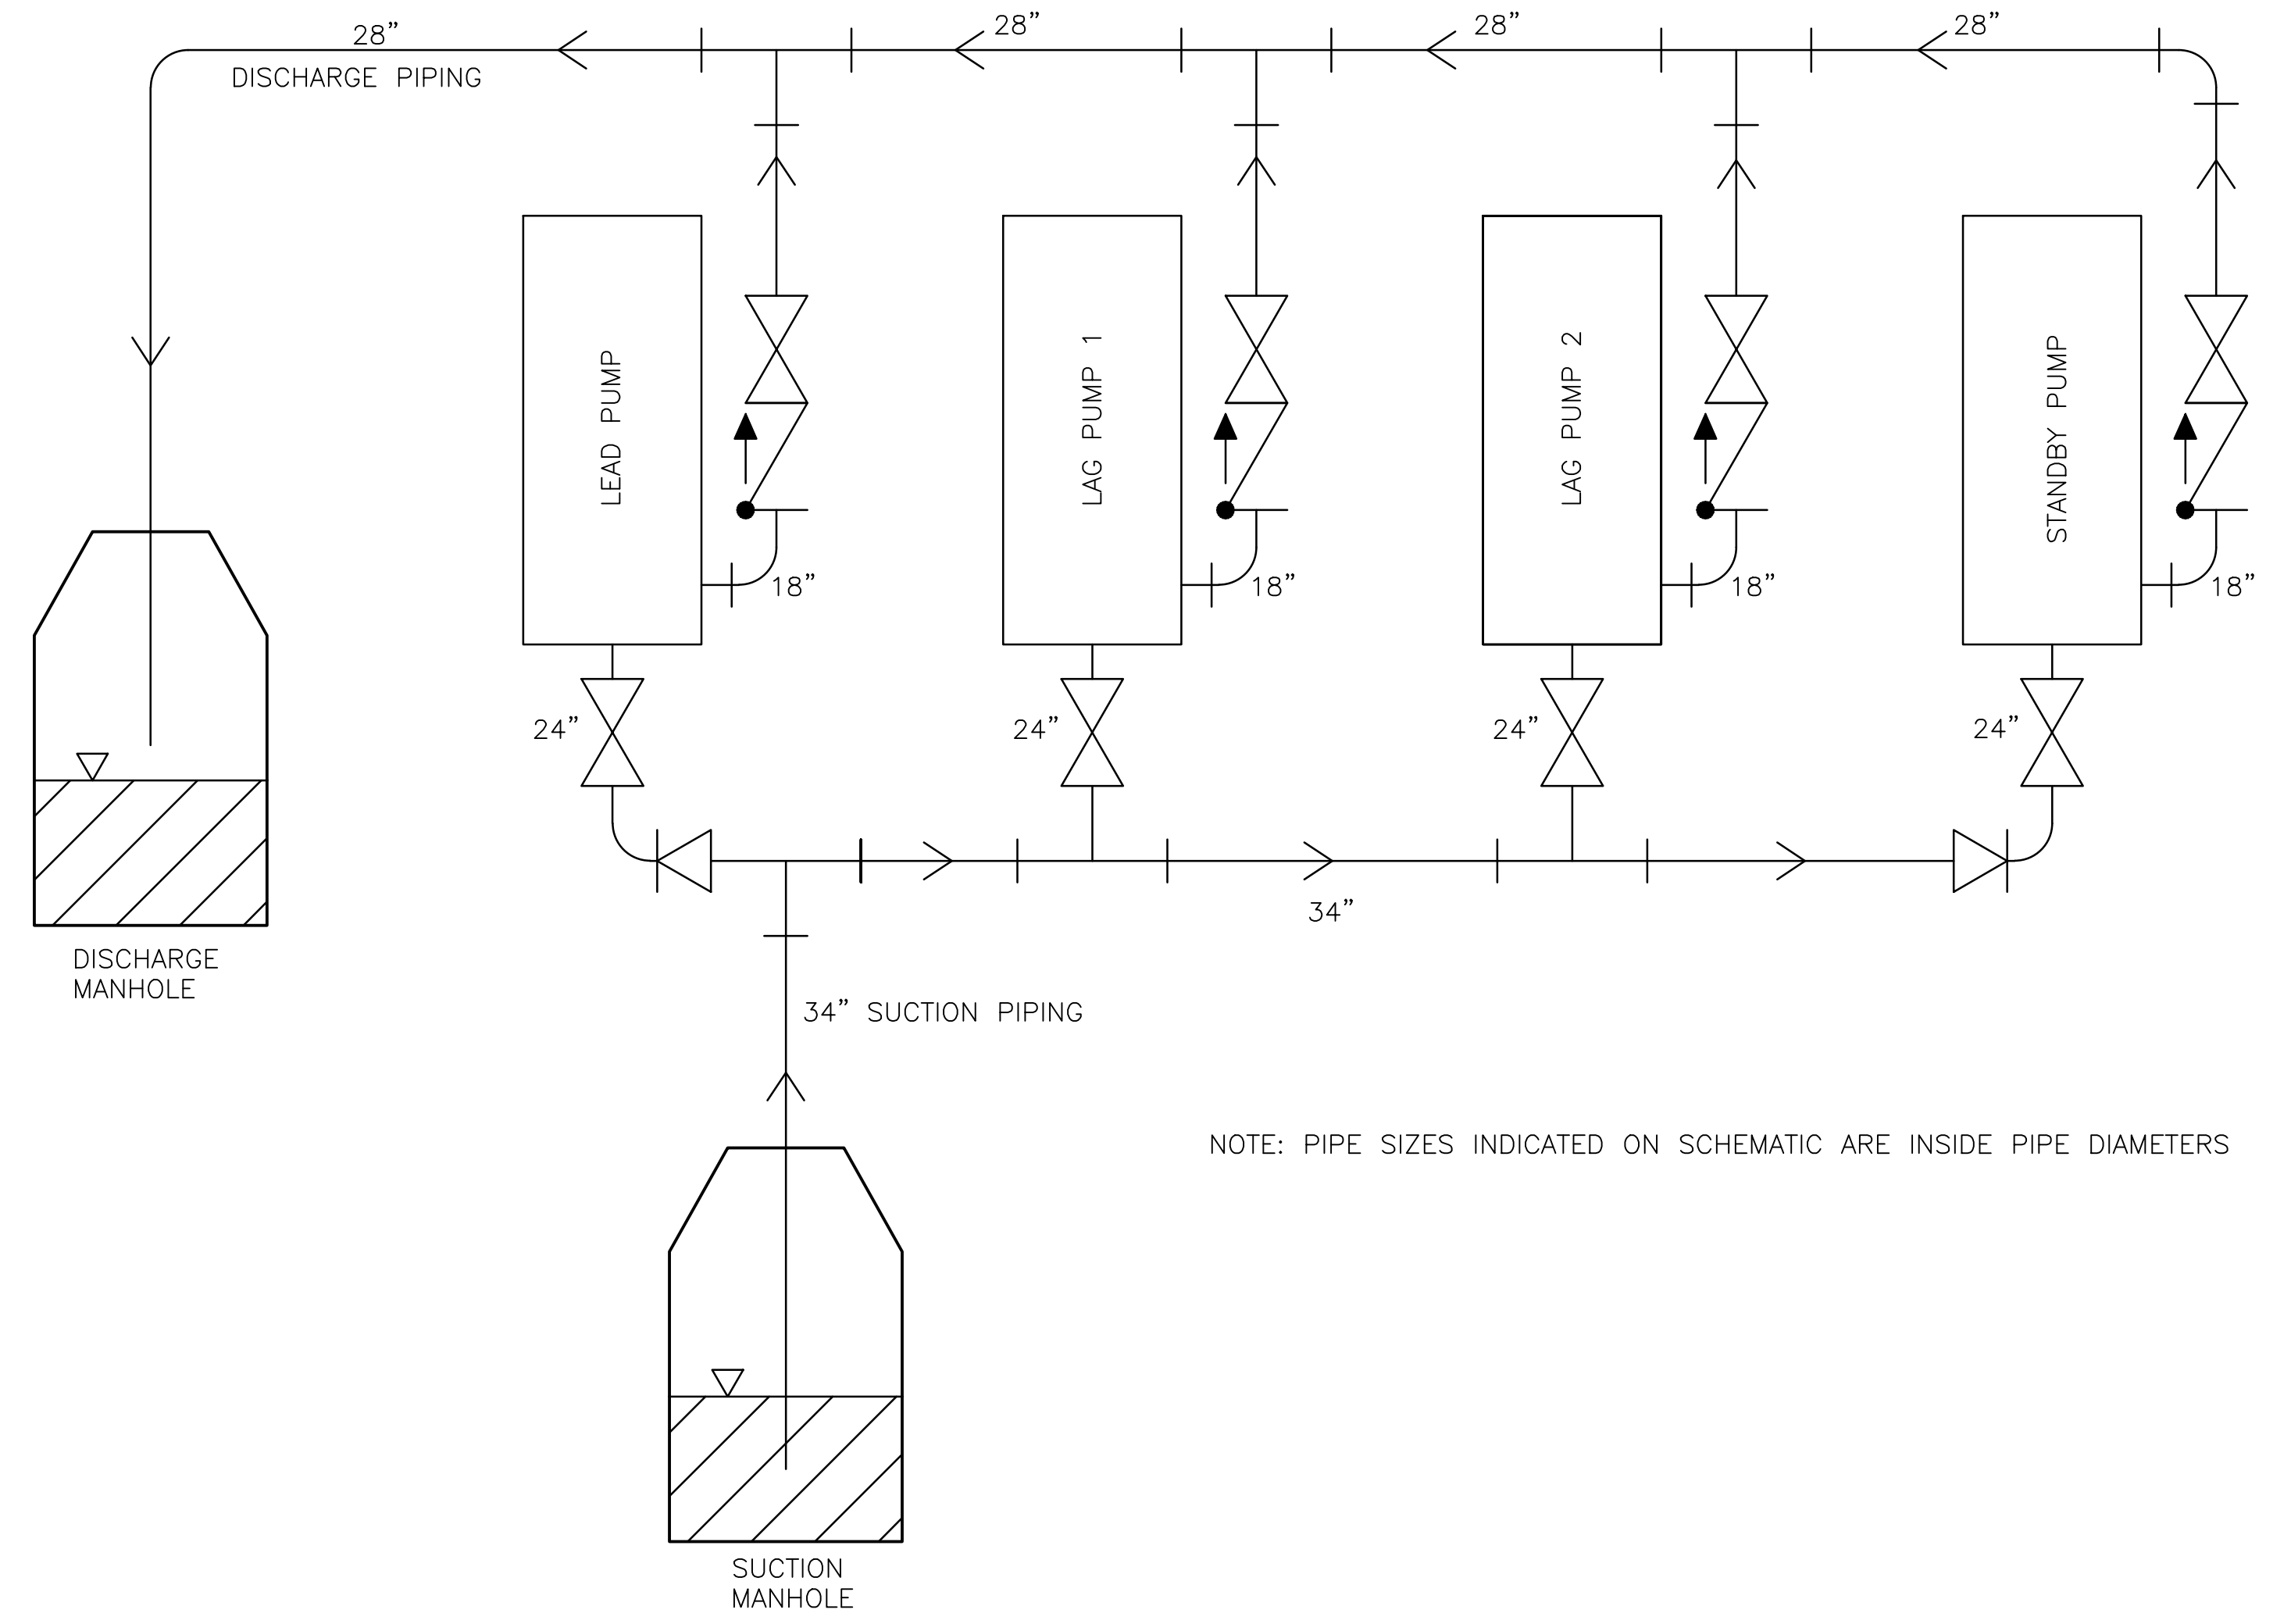 28”
28”
28”
28”
DISCHARGE PIPING
LEAD PUMP
LAG PUMP 1
LAG PUMP 2
STANDBY PUMP
18”
18”
18”
18”
24”
24”
24”
24”
34”
DISCHARGE
MANHOLE
34” SUCTION PIPING
NOTE: PIPE SIZES INDICATED ON SCHEMATIC ARE INSIDE PIPE DIAMETERS
SUCTION
MANHOLE